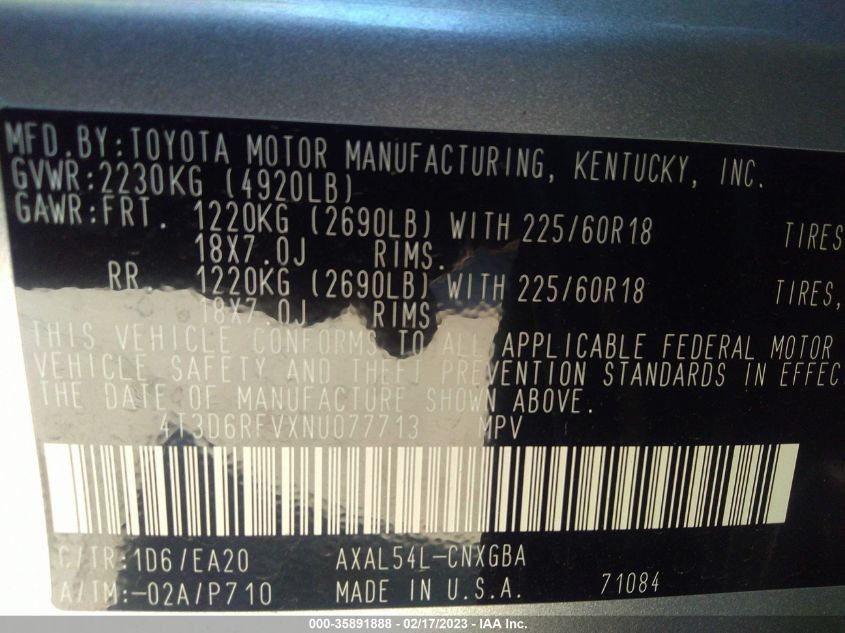 MFD.BY:TOYOTA MOTOR MANUFACTURING, KENTUCKY, INC.
GVWR:2230KG (4920LB)
GAWR:FRT. 1220KG (2690LB) WITH 225/60R18 TIRES
18X7.0J RIMS.
RR. 1220KG (2690LB) WITH 225/60R18 TIRES,
18X7.0J RIMS
THIS VEHICLE CONFORMS TO ALL APPLICABLE FEDERAL MOTOR
VEHICLE SAFETY AND THEFT PREVENTION STANDARDS IN EFFEC
THE DATE OF MANUFACTURE SHOWN ABOVE.
4T3D6RFVXNU077713 MPV
C/TR:1D6/EA20 AXAL54L-CNXGBA
A/TM:-02A/P710 MADE IN U.S.A. 71084
000-35891888 - 02/17/2023 - IAA Inc.